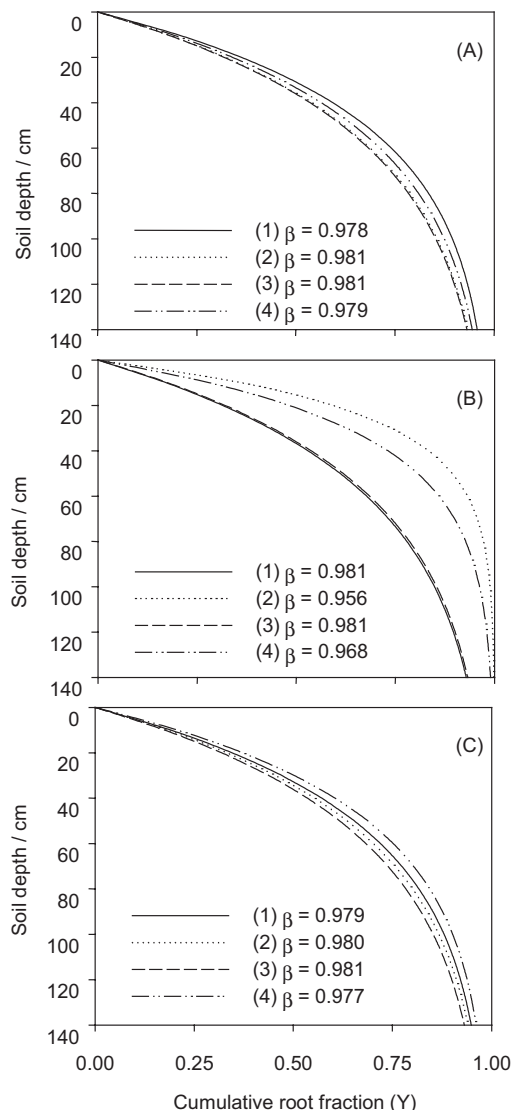 0
20
40
60
80
100
120
140
Soil depth / cm
(A)
(1) β = 0.978
(2) β = 0.981
(3) β = 0.981
(4) β = 0.979
0
20
40
60
80
100
120
140
Soil depth / cm
(B)
(1) β = 0.981
(2) β = 0.956
(3) β = 0.981
(4) β = 0.968
0
20
40
60
80
100
120
140
Soil depth / cm
(C)
(1) β = 0.979
(2) β = 0.980
(3) β = 0.981
(4) β = 0.977
0.00 0.25 0.50 0.75 1.00
Cumulative root fraction (Y)